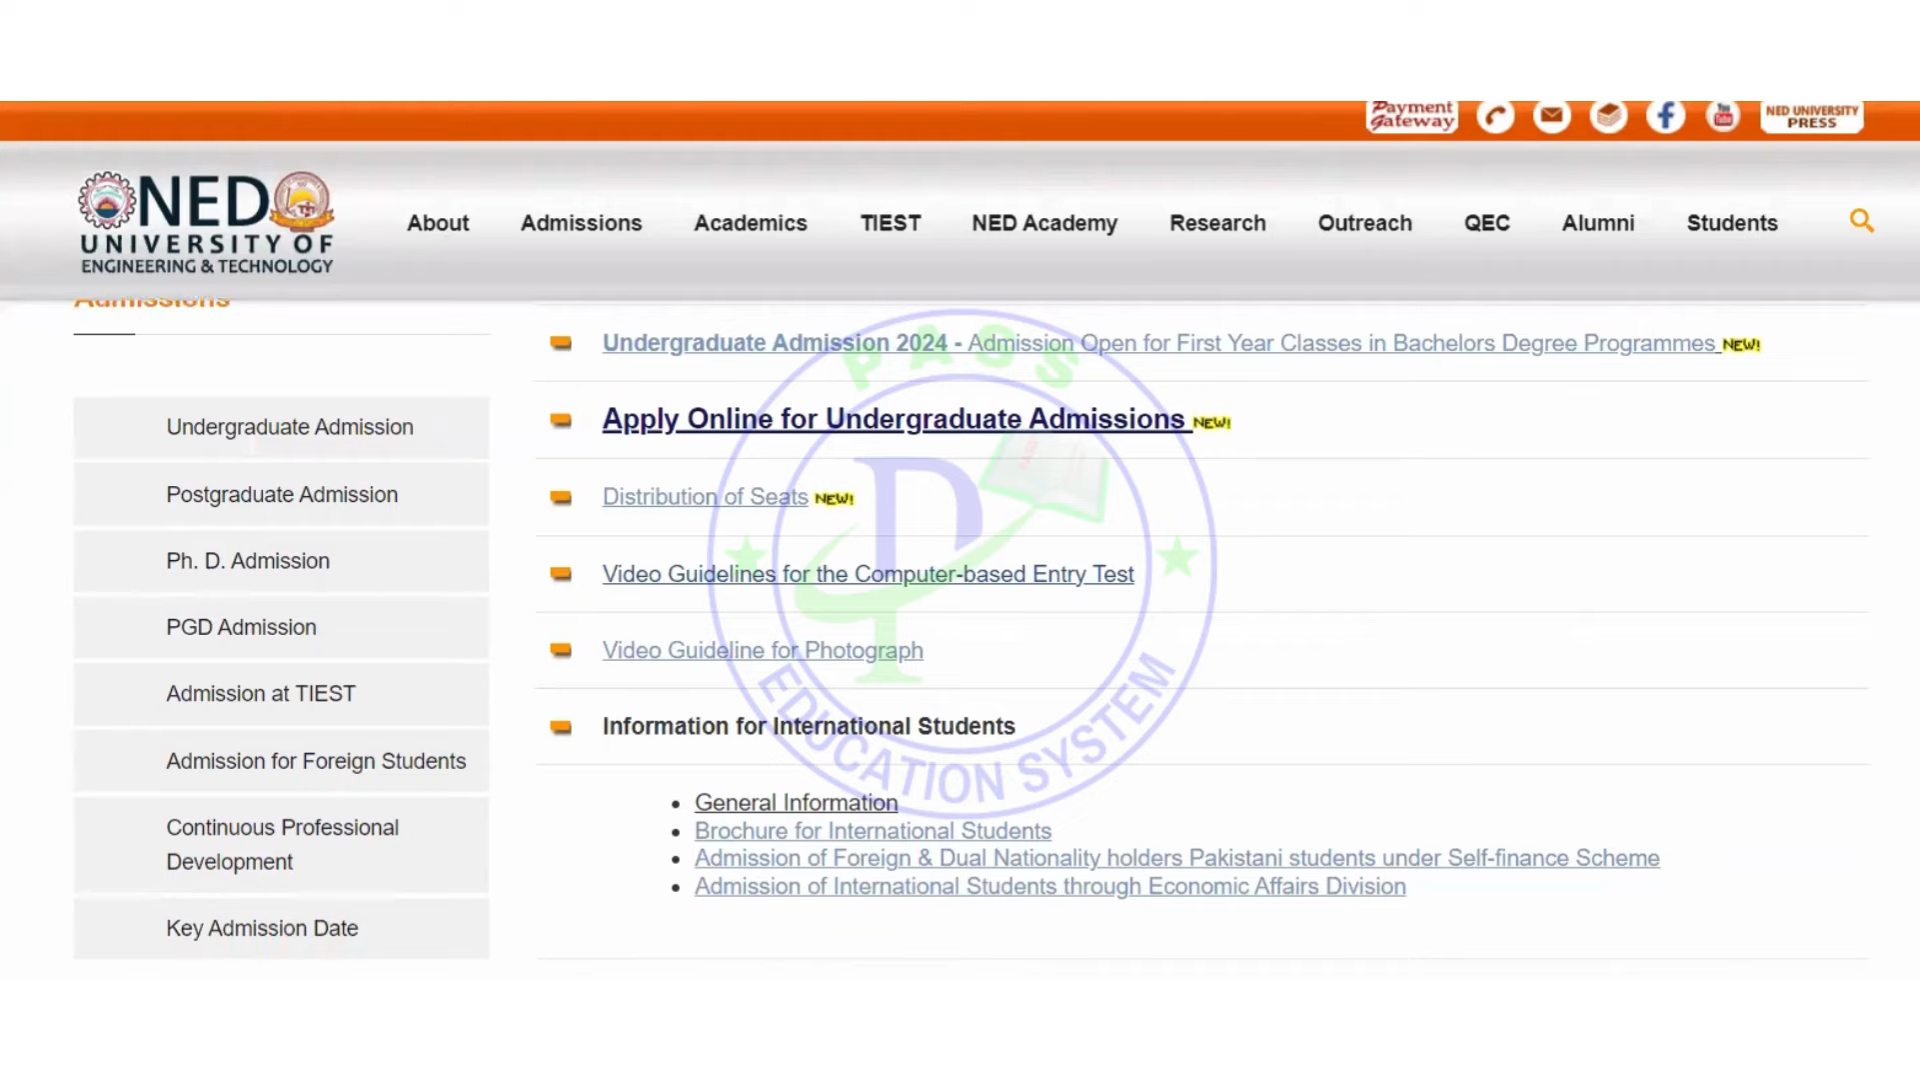 Payment
Gateway
NED UNIVERSITY
PRESS
NED
UNIVERSITY OF
ENGINEERING & TECHNOLOGY
About
Admissions
Academics
TIEST
NED Academy
Research
Outreach
QEC
Alumni
Students
Admissions
Undergraduate Admission
Postgraduate Admission
Ph. D. Admission
PGD Admission
Admission at TIEST
Admission for Foreign Students
Continuous Professional
Development
Key Admission Date
Undergraduate Admission 2024 - Admission Open for First Year Classes in Bachelors Degree Programmes NEW!
Apply Online for Undergraduate Admissions NEW!
Distribution of Seats NEW!
Video Guidelines for the Computer-based Entry Test
Video Guideline for Photograph
Information for International Students
General Information
Brochure for International Students
Admission of Foreign & Dual Nationality holders Pakistani students under Self-finance Scheme
Admission of International Students through Economic Affairs Division
PASS
EDUCATION SYSTEM